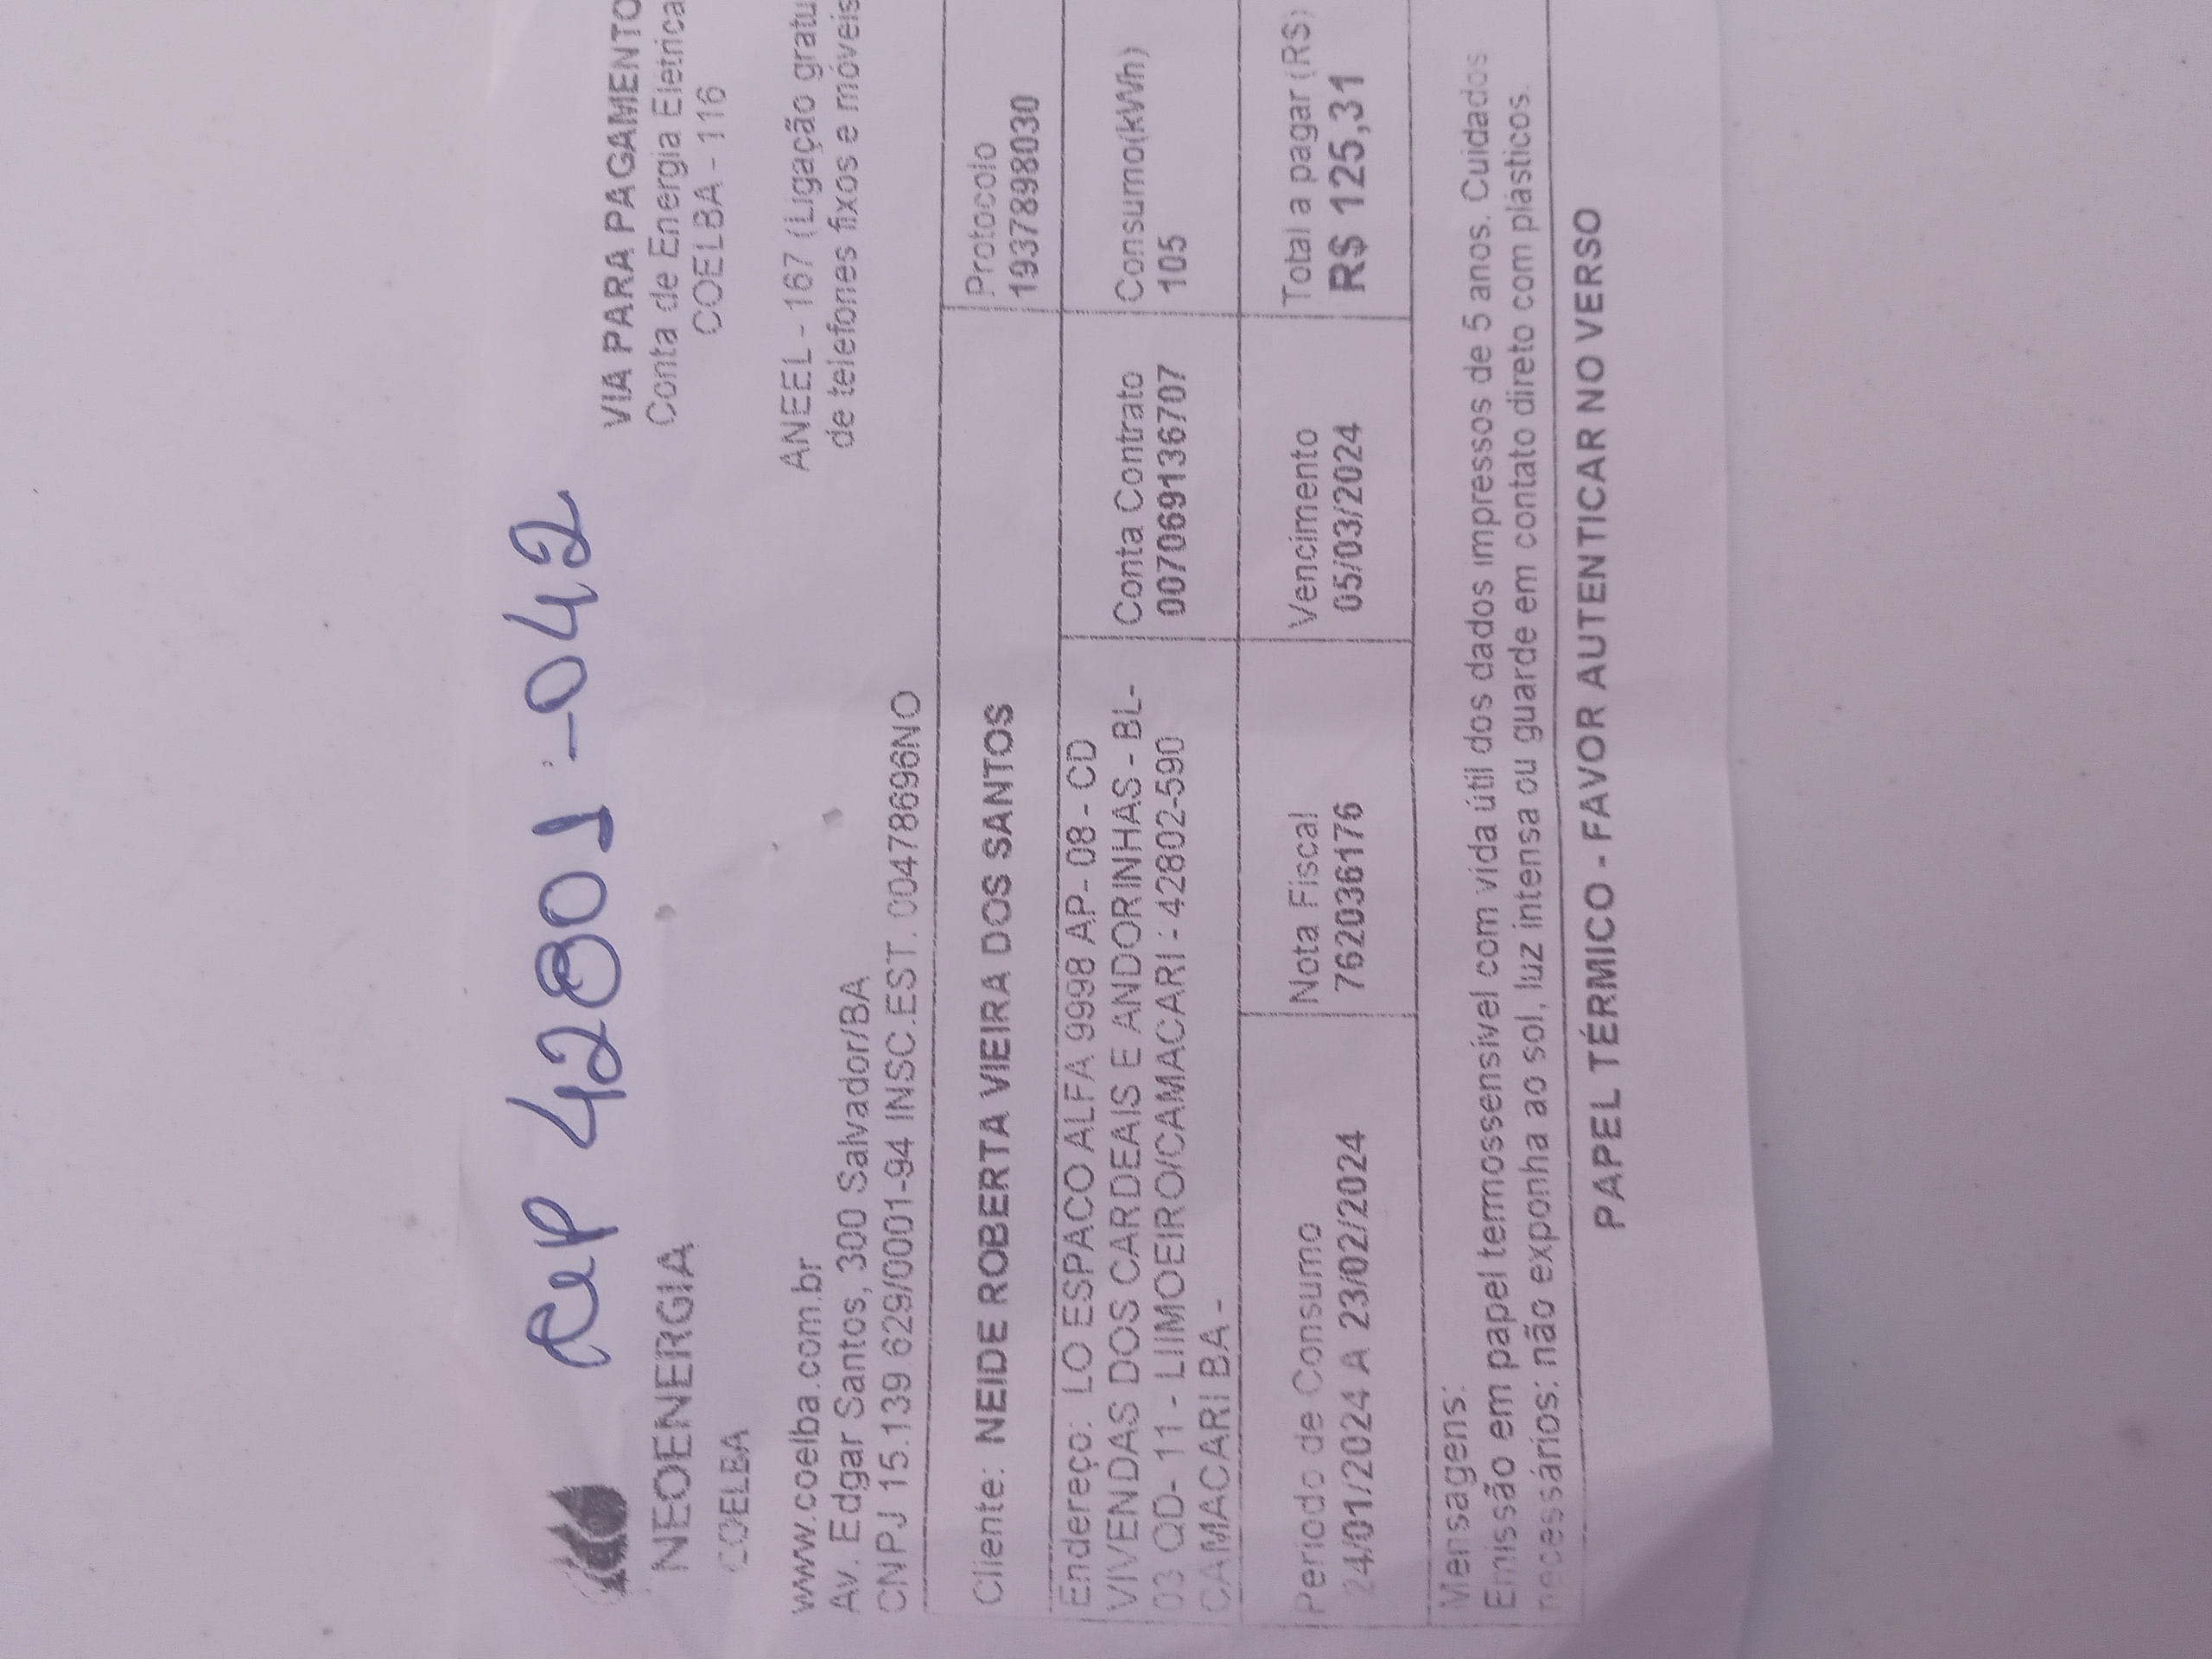 CEP 42801-042
NEOENERGIA
COELBA
VIA PARA PAGAMENTO
Conta de Energia Eletrica
COELBA - 116
www.coelba.com.br
Av. Edgar Santos, 300 Salvador/BA
CNPJ 15.139.629/0001-94 INSC.EST. 00478696NO
ANEEL - 167 (Ligação gratu
de telefones fixos e móveis
Cliente: NEIDE ROBERTA VIEIRA DOS SANTOS
Protocolo
1937898030
Endereço: LO ESPACO ALFA 9998 AP- 08 - CD
VIVENDAS DOS CARDEAIS E ANDORINHAS - BL-
03 QD- 11 - LIIMOEIRO/CAMACARI - 42802-590
CAMACARI BA -
Conta Contrato
007069136707
Consumo(kWh)
105
Periodo de Consumo
24/01/2024 A 23/02/2024
Nota Fiscal
762036176
Vencimento
05/03/2024
Total a pagar (R$)
R$ 125,31
Mensagens:
Emissão em papel termossensível com vida útil dos dados impressos de 5 anos. Cuidados
necessários: não exponha ao sol, luz intensa ou guarde em contato direto com plásticos.
PAPEL TÉRMICO - FAVOR AUTENTICAR NO VERSO